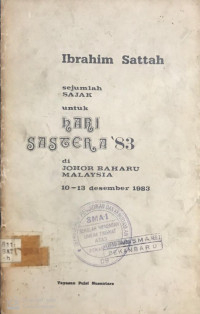 Ibrahim Sattah
sejumlah
SAJAK
untuk
HARI
SASTERA '83
di
JOHOR BAHARU
MALAYSIA
10-13 desember 1983
SMA-I
Yayasan Puisi Nusantara